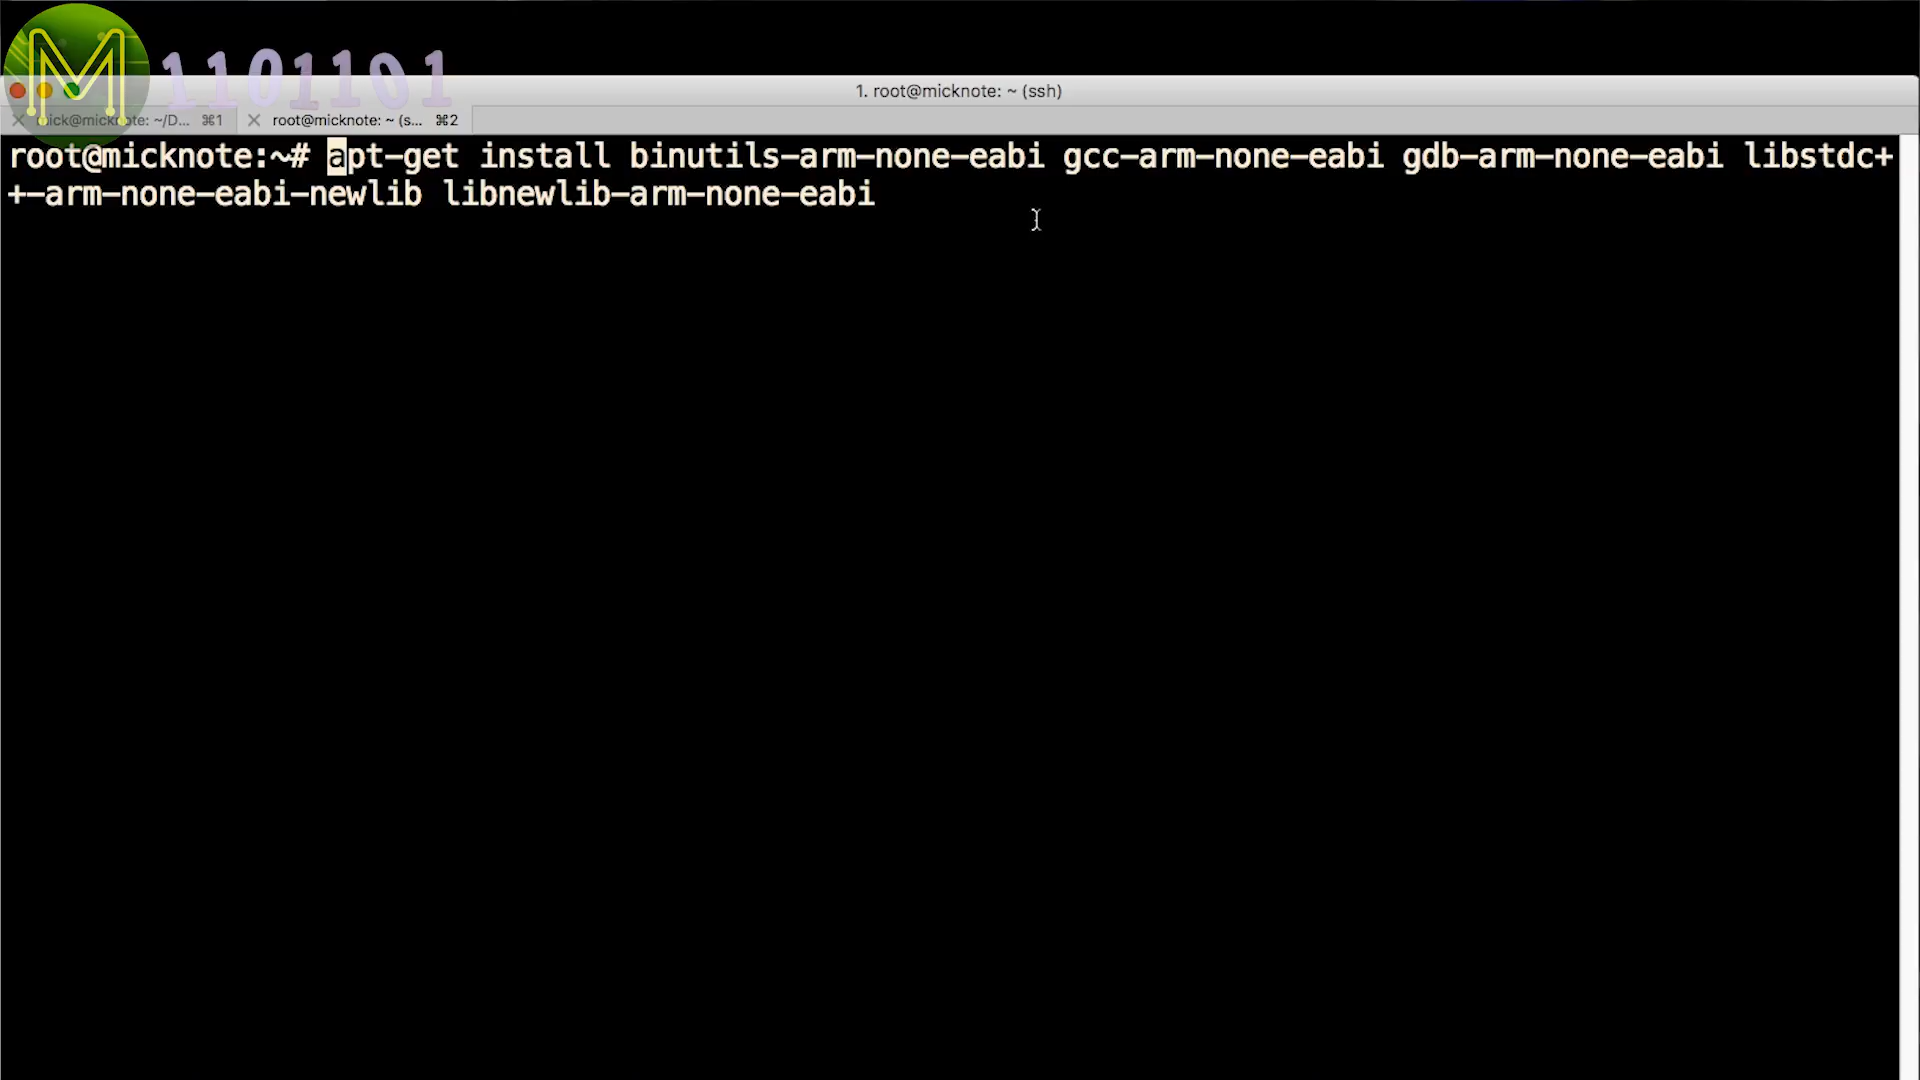 M 1101101
1. root@micknote: ~ (ssh)
mick@micknote: ~/D... ⌘1
root@micknote: ~ (s... ⌘2
root@micknote:~# apt-get install binutils-arm-none-eabi gcc-arm-none-eabi gdb-arm-none-eabi libstdc+
+-arm-none-eabi-newlib libnewlib-arm-none-eabi